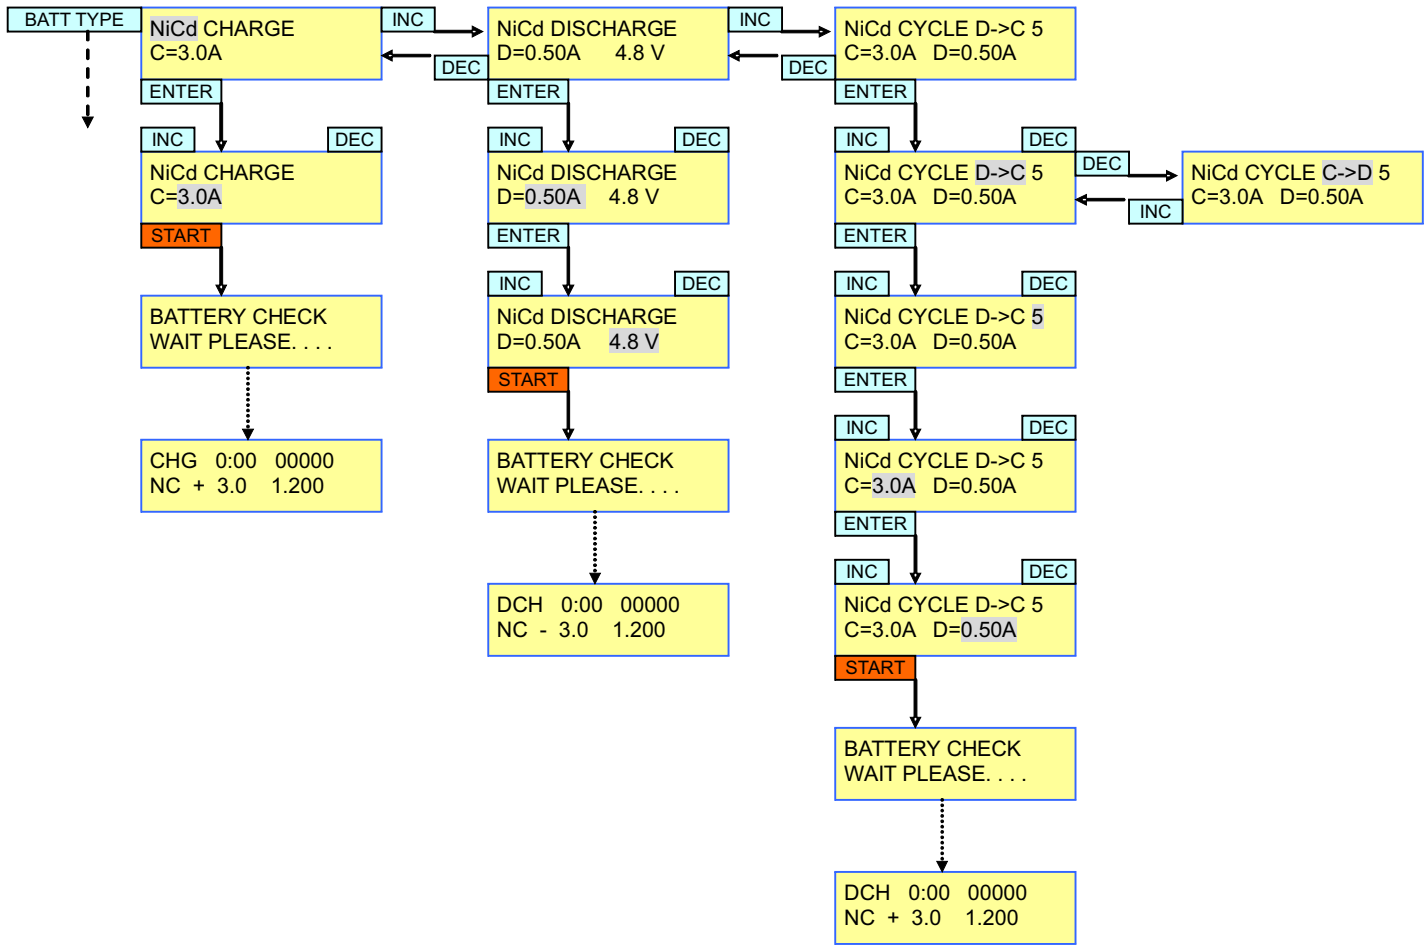 BATT TYPE
NiCd CHARGE
C=3.0A
INC
DEC
NiCd DISCHARGE
D=0.50A 4.8 V
INC
DEC
NiCd CYCLE D->C 5
C=3.0A D=0.50A
ENTER
ENTER
ENTER
INC DEC
NiCd CHARGE
C=3.0A
START
INC DEC
NiCd DISCHARGE
D=0.50A 4.8 V
ENTER
INC DEC
NiCd CYCLE D->C 5
C=3.0A D=0.50A
ENTER
DEC
INC
NiCd CYCLE C->D 5
C=3.0A D=0.50A
BATTERY CHECK
WAIT PLEASE. . . .
INC DEC
NiCd DISCHARGE
D=0.50A 4.8 V
START
INC DEC
NiCd CYCLE D->C 5
C=3.0A D=0.50A
ENTER
CHG 0:00 00000
NC + 3.0 1.200
BATTERY CHECK
WAIT PLEASE. . . .
INC DEC
NiCd CYCLE D->C 5
C=3.0A D=0.50A
ENTER
DCH 0:00 00000
NC - 3.0 1.200
INC DEC
NiCd CYCLE D->C 5
C=3.0A D=0.50A
START
BATTERY CHECK
WAIT PLEASE. . . .
DCH 0:00 00000
NC + 3.0 1.200